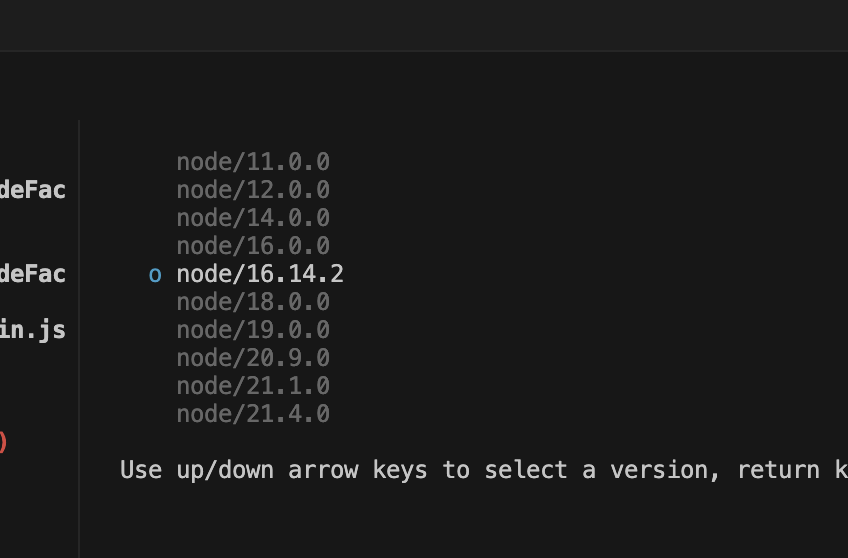 deFac
deFac
in.js
)
node/11.0.0
node/12.0.0
node/14.0.0
node/16.0.0
o node/16.14.2
node/18.0.0
node/19.0.0
node/20.9.0
node/21.1.0
node/21.4.0
Use up/down arrow keys to select a version, return k